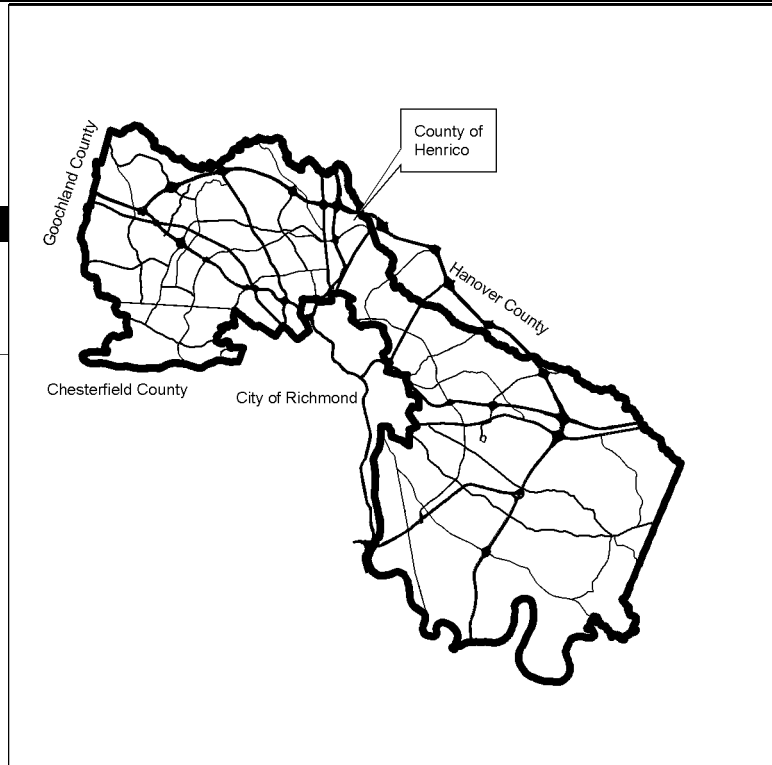 Goochland County
County of
Henrico
Hanover County
Chesterfield County
City of Richmond